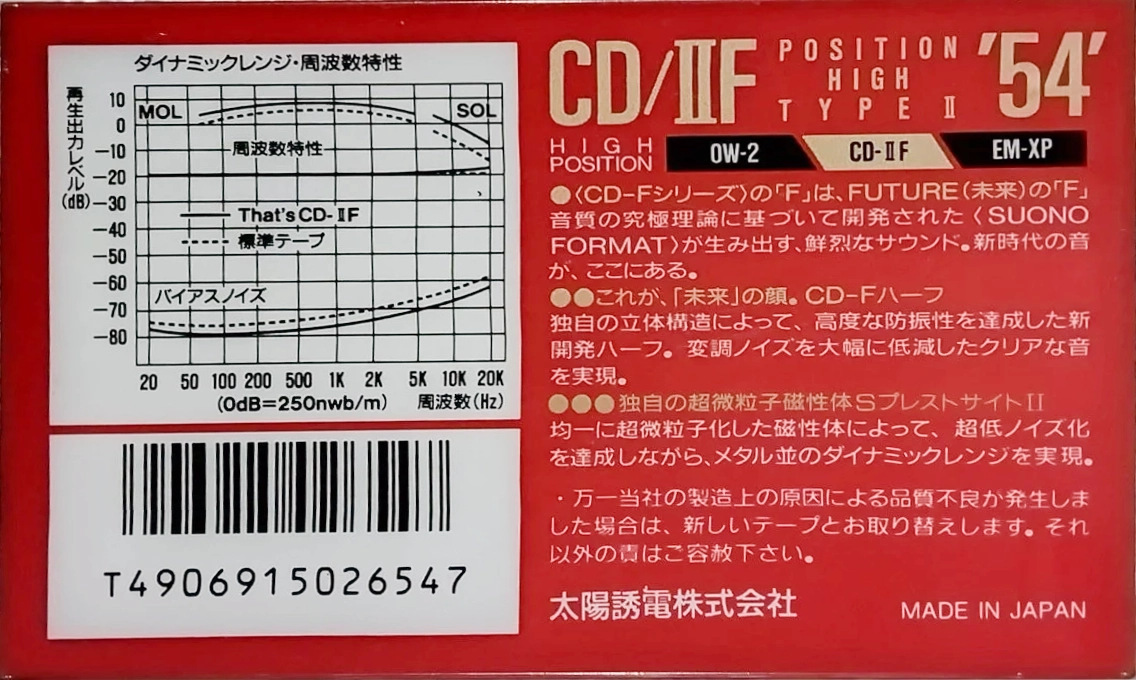 ダイナミックレンジ・周波数特性
再生出力レベル(dB)
10
0
−10
−20
−30
−40
−50
−60
−70
−80
MOL
SOL
周波数特性
That's CD-ⅡF
標準テープ
バイアスノイズ
20 50 100 200 500 1K 2K 5K 10K 20K
(0dB=250nwb/m) 周波数(Hz)
T4906915026547
CD/ⅡF POSITION HIGH TYPE Ⅱ '54'
HIGH POSITION
OW-2 CD-ⅡF EM-XP
●〈CD-Fシリーズ〉の「F」は、FUTURE(未来)の「F」
音質の究極理論に基づいて開発された〈SUONO
FORMAT〉が生み出す、鮮烈なサウンド。新時代の音
が、ここにある。
●●これが、「未来」の顔。CD-Fハーフ
独自の立体構造によって、高度な防振性を達成した新
開発ハーフ。変調ノイズを大幅に低減したクリアな音
を実現。
●●●独自の超微粒子磁性体SプレストサイトⅡ
均一に超微粒子化した磁性体によって、超低ノイズ化
を達成しながら、メタル並のダイナミックレンジを実現。
・万一当社の製造上の原因による品質不良が発生しま
した場合は、新しいテープとお取り替えします。それ
以外の責はご容赦下さい。
太陽誘電株式会社
MADE IN JAPAN